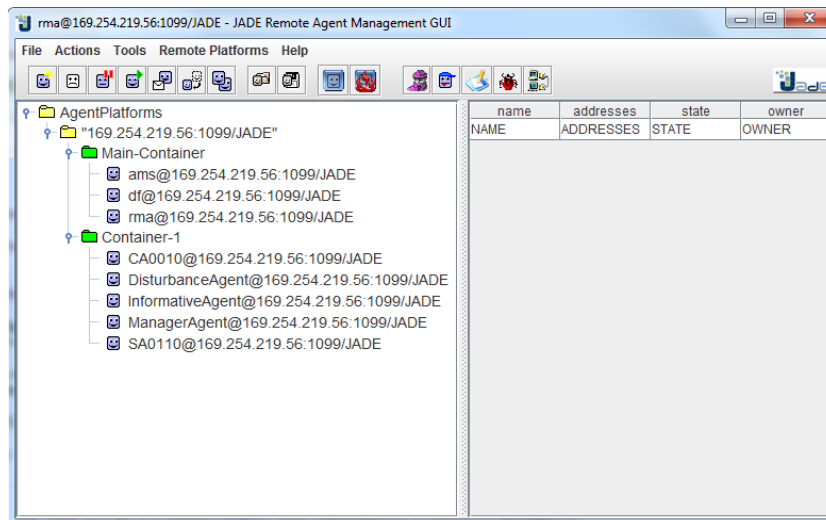 rma@169.254.219.56:1099/JADE - JADE Remote Agent Management GUI
File Actions Tools Remote Platforms Help
Jade
AgentPlatforms
"169.254.219.56:1099/JADE"
Main-Container
ams@169.254.219.56:1099/JADE
df@169.254.219.56:1099/JADE
rma@169.254.219.56:1099/JADE
Container-1
CA0010@169.254.219.56:1099/JADE
DisturbanceAgent@169.254.219.56:1099/JADE
InformativeAgent@169.254.219.56:1099/JADE
ManagerAgent@169.254.219.56:1099/JADE
SA0110@169.254.219.56:1099/JADE
name addresses state owner
NAME ADDRESSES STATE OWNER